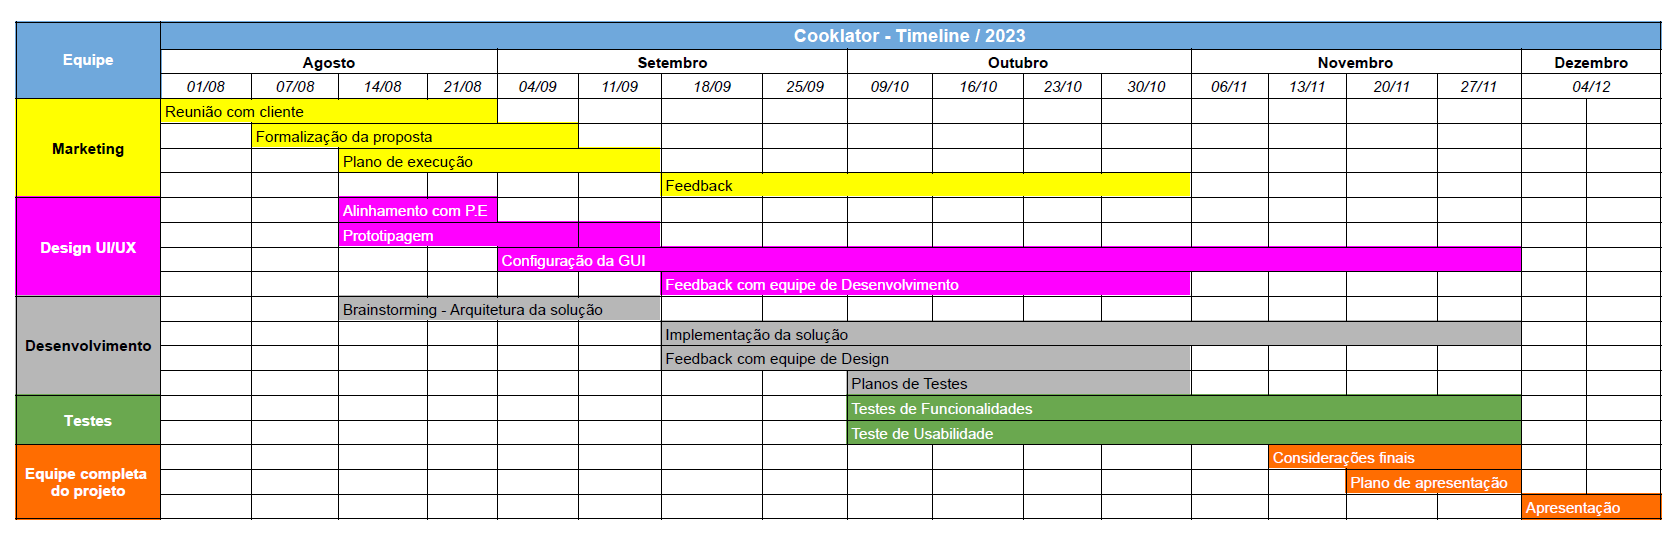 Equipe
Cooklator - Timeline / 2023
Agosto Setembro Outubro Novembro Dezembro
01/08 07/08 14/08 21/08 04/09 11/09 18/09 25/09 09/10 16/10 23/10 30/10 06/11 13/11 20/11 27/11 04/12
Marketing
Reunião com cliente
Formalização da proposta
Plano de execução
Feedback
Design UI/UX
Alinhamento com P.E
Prototipagem
Configuração da GUI
Feedback com equipe de Desenvolvimento
Desenvolvimento
Brainstorming - Arquitetura da solução
Implementação da solução
Feedback com equipe de Design
Planos de Testes
Testes
Testes de Funcionalidades
Teste de Usabilidade
Equipe completa
do projeto
Considerações finais
Plano de apresentação
Apresentação